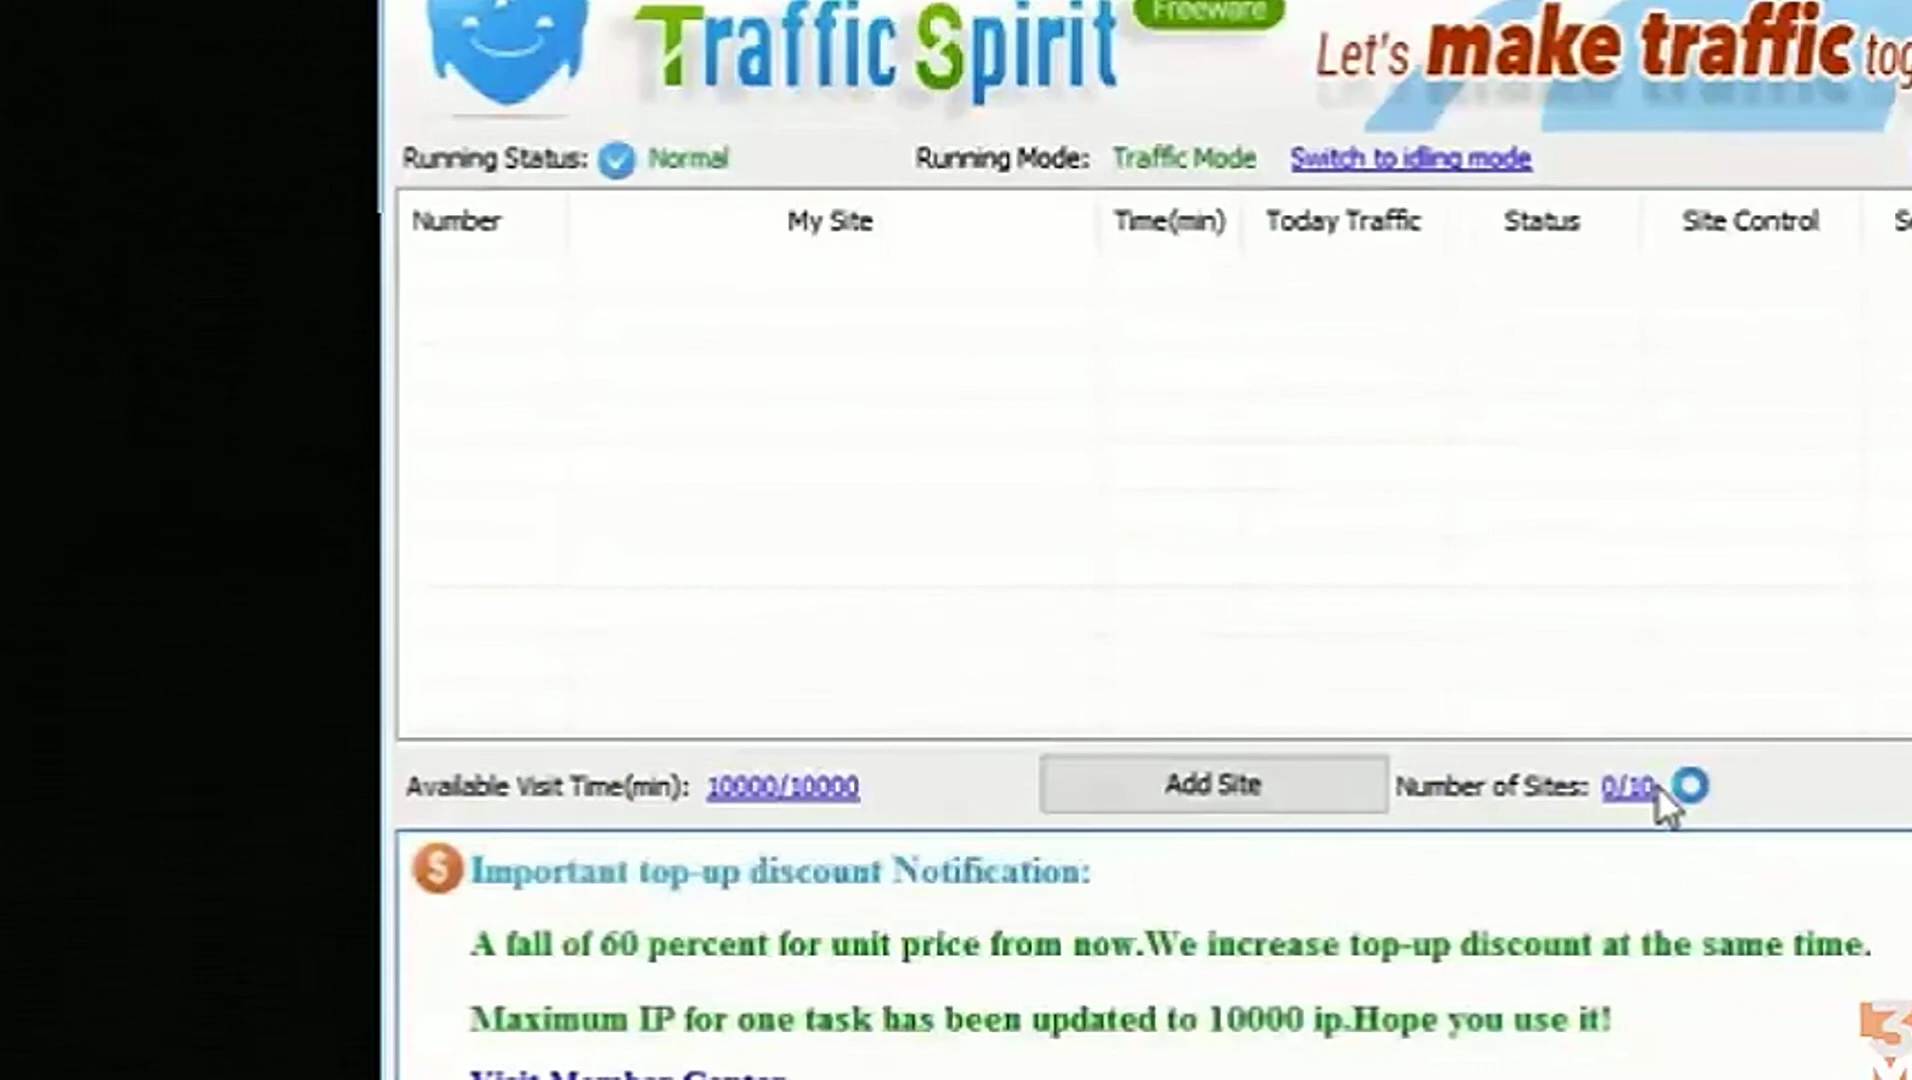 Traffic Spirit Freeware
Let's make traffic
Running Status: Normal Running Mode: Traffic Mode Switch to idling mode
Number My Site Time(min) Today Traffic Status Site Control
Available Visit Time(min): 10000/10000 Add Site Number of Sites: 0/10
Important top-up discount Notification:
A fall of 60 percent for unit price from now.We increase top-up discount at the same time.
Maximum IP for one task has been updated to 10000 ip.Hope you use it!
Visit Member Center